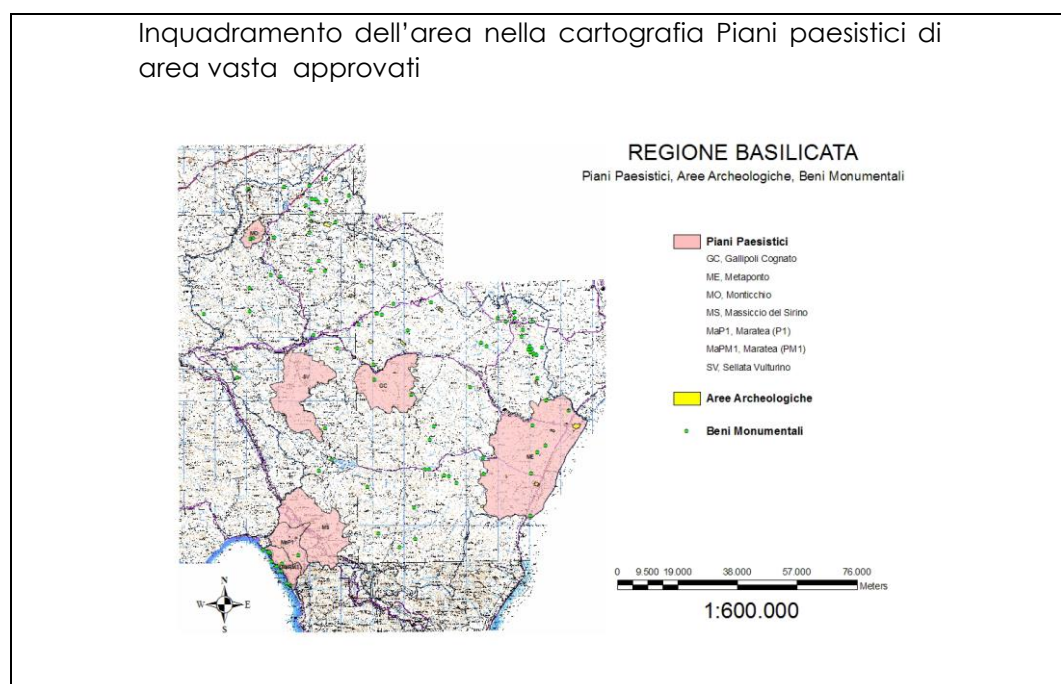 Inquadramento dell'area nella cartografia Piani paesistici di
area vasta approvati
REGIONE BASILICATA
Piani Paesistici, Aree Archeologiche, Beni Monumentali
Piani Paesistici
GC, Gallipoli Cognato
ME, Metaponto
MO, Monticchio
MS, Massiccio del Sirino
MaP1, Maratea (P1)
MaPM1, Maratea (PM1)
SV, Sellata Vulturino
Aree Archeologiche
Beni Monumentali
MO
SV
GC
ME
MS
MaP1
N
W E
S
0 9.500 19.000 38.000 57.000 76.000
Meters
1:600.000